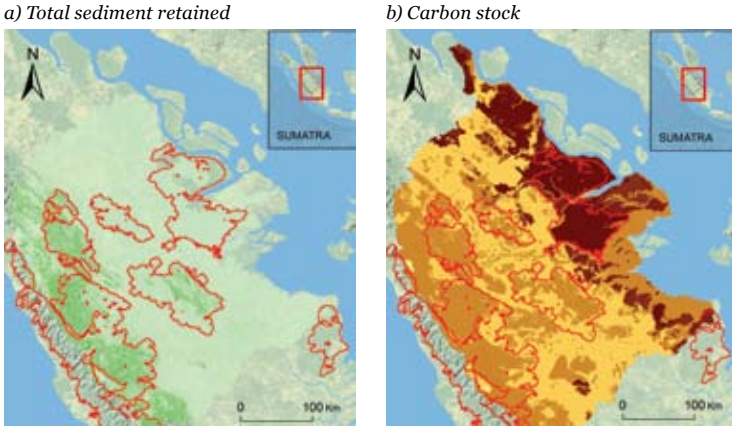 a) Total sediment retained
N
SUMATRA
0 100 Km
b) Carbon stock
N
SUMATRA
0 100 Km